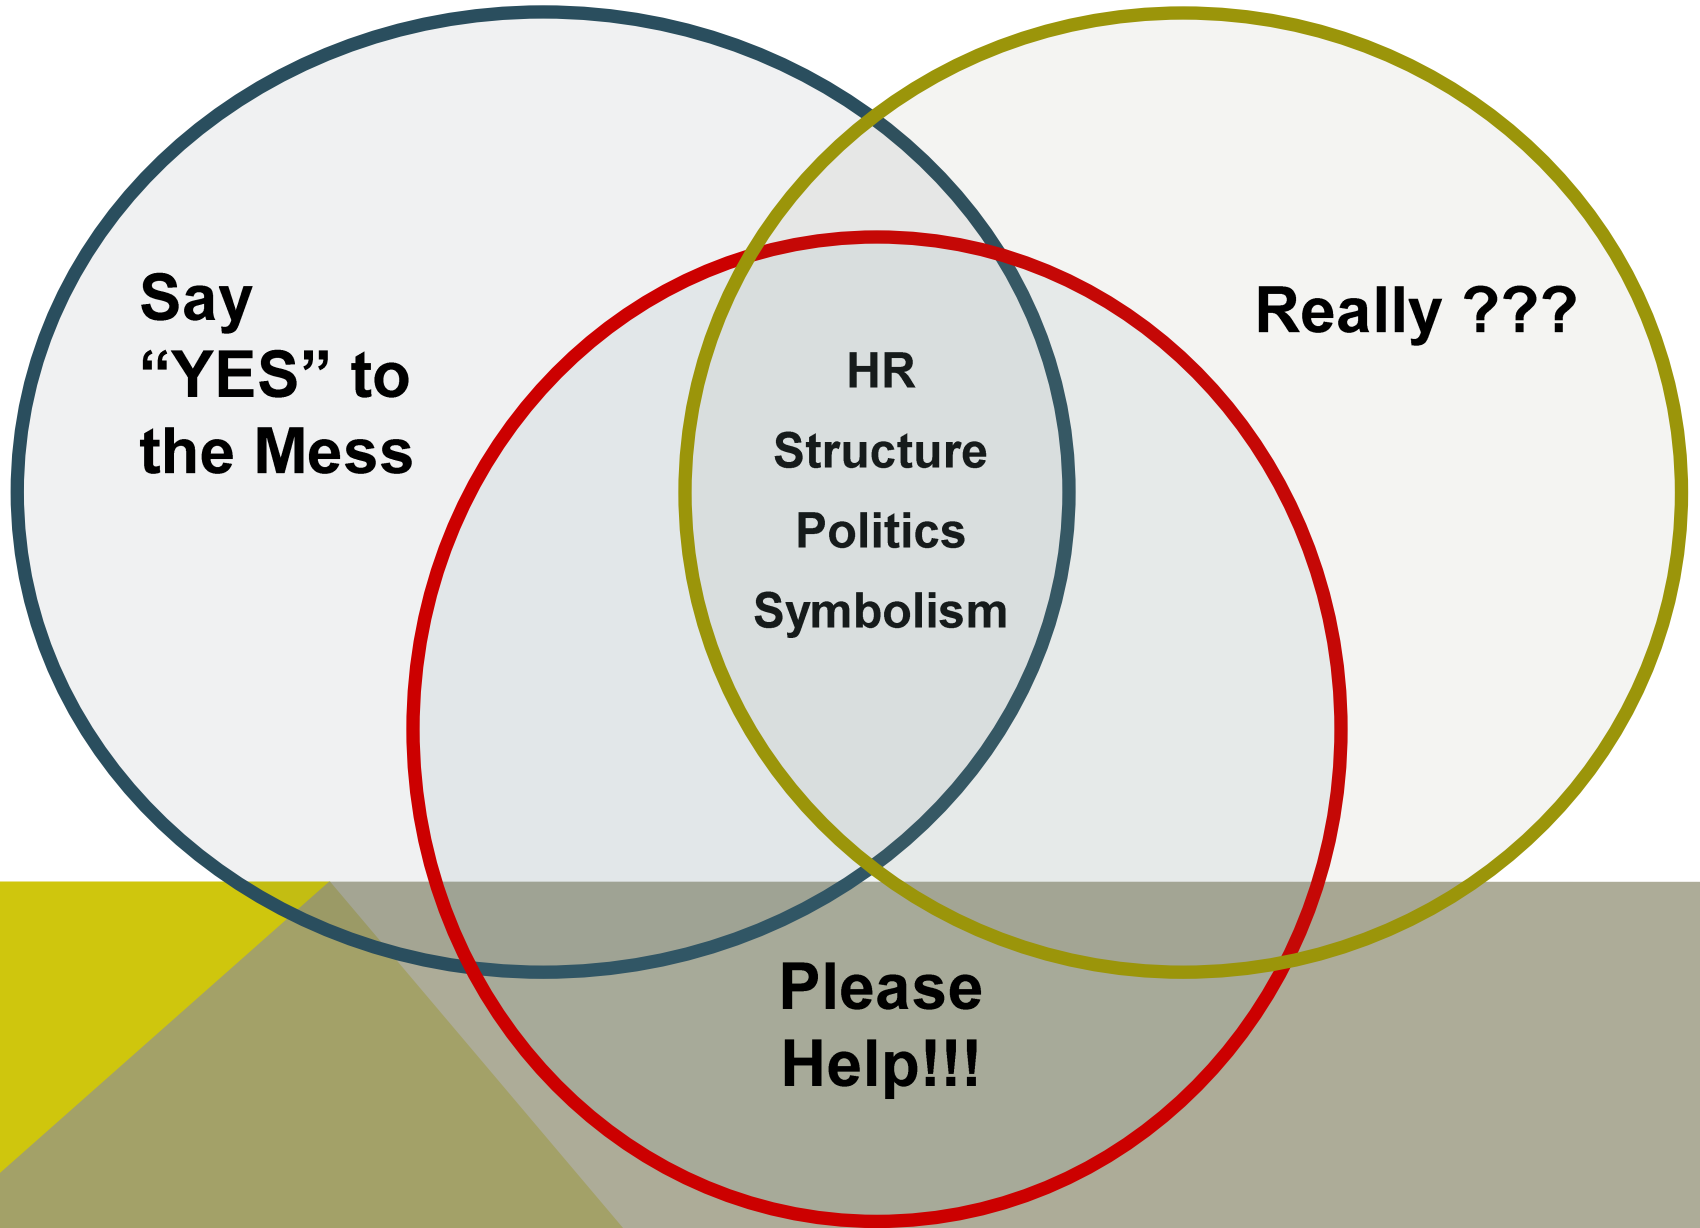 Say
“YES” to
the Mess
Really ???
HR
Structure
Politics
Symbolism
Please
Help!!!